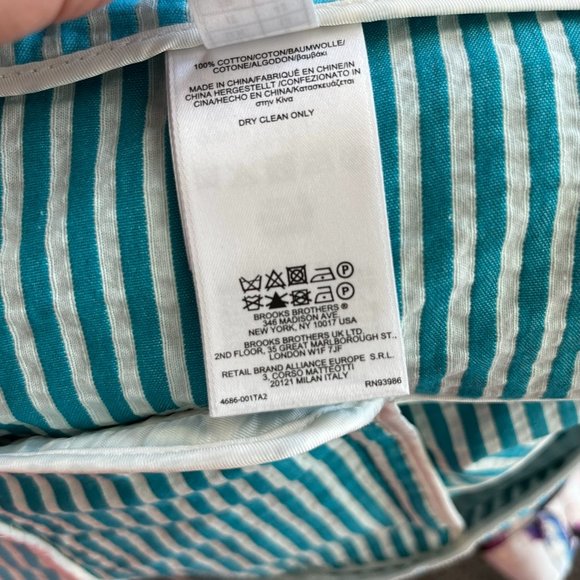 100% COTTON/COTON/BAUMWOLLE/
COTONE/ALGODON/βαμβάκι
MADE IN CHINA/FABRIQUÉ EN CHINE/IN
CHINA HERGESTELLT /CONFEZIONATO IN
CINA/HECHO EN CHINA/Κατασκευάζεται
στην Κίνα
DRY CLEAN ONLY
P
P
BROOKS BROTHERS ®
346 MADISON AVE
NEW YORK, NY 10017 USA
BROOKS BROTHERS UK LTD.
2ND FLOOR, 35 GREAT MARLBOROUGH ST.,
LONDON W1F 7JF
RETAIL BRAND ALLIANCE EUROPE S.R.L.
3, CORSO MATTEOTTI
20121 MILAN ITALY
4686-001TA2 RN93986